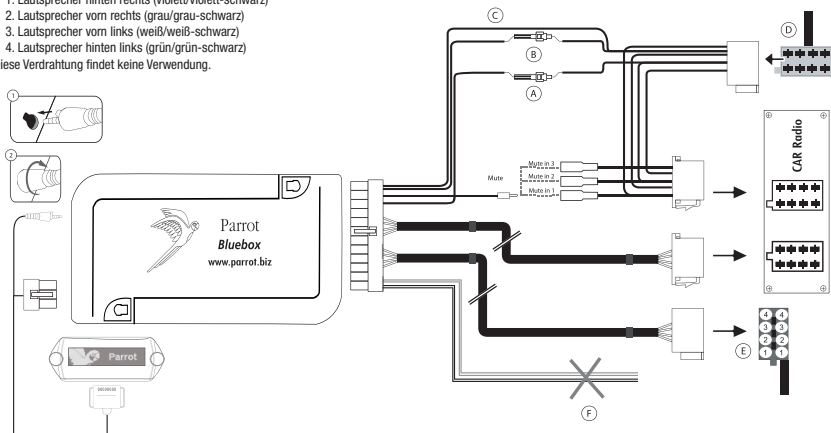 1. Lautsprecher hinten rechts (violett/violett-schwarz)
2. Lautsprecher vorn rechts (grau/grau-schwarz)
3. Lautsprecher vorn links (weiß/weiß-schwarz)
4. Lautsprecher hinten links (grün/grün-schwarz)
iese Verdrahtung findet keine Verwendung.
C
D
B
A
1
2
Mute
Mute in 3
Mute in 2
Mute in 1
CAR Radio
Parrot
Bluebox
www.parrot.biz
Parrot
4 4
3 3
2 2
1 1
E
F